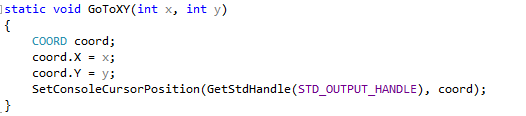 static void GoToXY(int x, int y)
{
    COORD coord;
    coord.X = x;
    coord.Y = y;
    SetConsoleCursorPosition(GetStdHandle(STD_OUTPUT_HANDLE), coord);
}